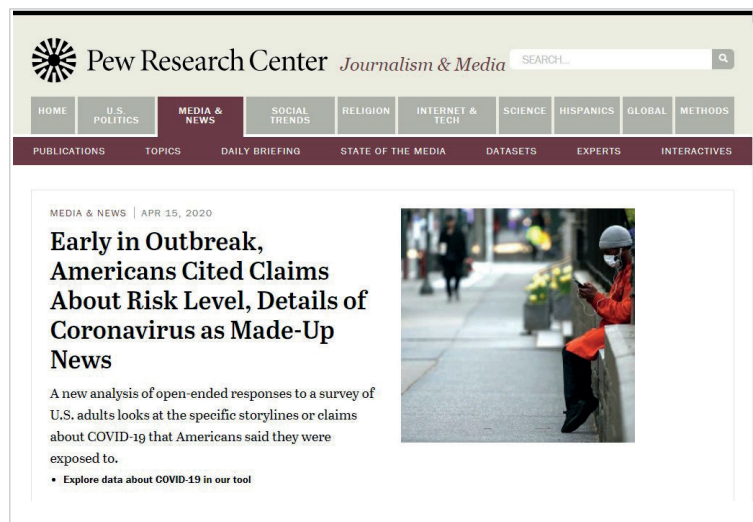 Pew Research Center Journalism & Media
SEARCH...
HOME
U.S.
POLITICS
MEDIA &
NEWS
SOCIAL
TRENDS
RELIGION
INTERNET &
TECH
SCIENCE
HISPANICS
GLOBAL
METHODS
PUBLICATIONS TOPICS DAILY BRIEFING STATE OF THE MEDIA DATASETS EXPERTS INTERACTIVES
MEDIA & NEWS | APR 15, 2020
Early in Outbreak,
Americans Cited Claims
About Risk Level, Details of
Coronavirus as Made-Up
News
A new analysis of open-ended responses to a survey of
U.S. adults looks at the specific storylines or claims
about COVID-19 that Americans said they were
exposed to.
• Explore data about COVID-19 in our tool